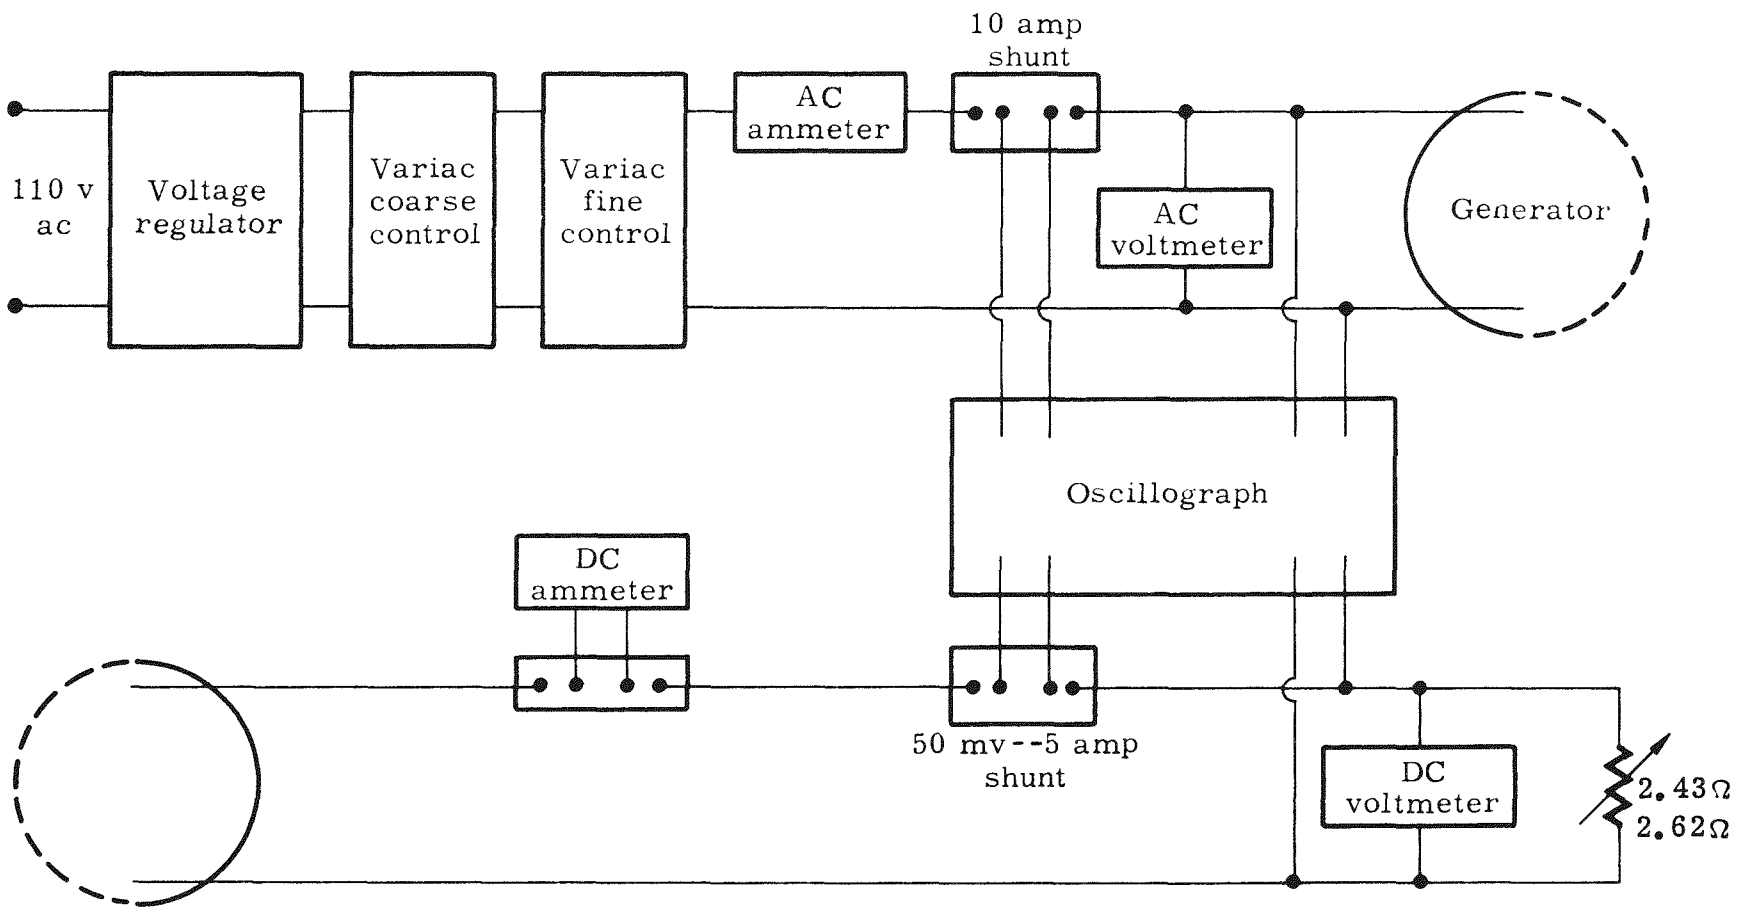 10 amp
shunt
AC
ammeter
110 v
ac
Voltage
regulator
Variac
coarse
control
Variac
fine
control
AC
voltmeter
Generator
Oscillograph
DC
ammeter
50 mv--5 amp
shunt
DC
voltmeter
2.43Ω
2.62Ω